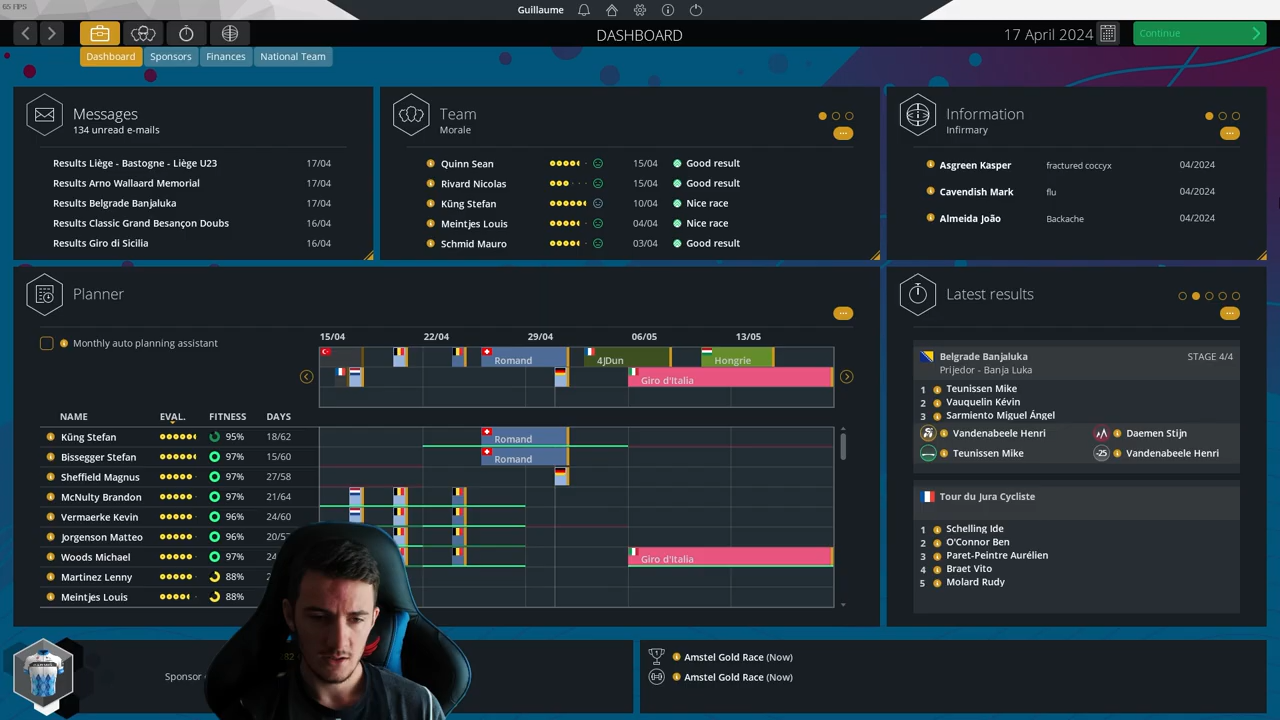 65 FPS
Guillaume
DASHBOARD
17 April 2024
Continue
Dashboard
Sponsors
Finances
National Team
Messages
134 unread e-mails
Results Liège - Bastogne - Liège U23 17/04
Results Arno Wallaard Memorial 17/04
Results Belgrade Banjaluka 17/04
Results Classic Grand Besançon Doubs 16/04
Results Giro di Sicilia 16/04
Team
Morale
Quinn Sean 15/04 Good result
Rivard Nicolas 15/04 Good result
Küng Stefan 10/04 Nice race
Meintjes Louis 04/04 Nice race
Schmid Mauro 03/04 Good result
Information
Infirmary
Asgreen Kasper fractured coccyx 04/2024
Cavendish Mark flu 04/2024
Almeida João Backache 04/2024
Planner
Monthly auto planning assistant
15/04 22/04 29/04 06/05 13/05
Romand 4JDun Hongrie
Giro d'Italia
NAME EVAL. FITNESS DAYS
Küng Stefan 95% 18/62 Romand
Bissegger Stefan 97% 15/60 Romand
Sheffield Magnus 97% 27/58
McNulty Brandon 97% 21/64
Vermaerke Kevin 96% 24/60
Jorgenson Matteo 96% 20/57
Woods Michael 97% Giro d'Italia
Martinez Lenny 88%
Meintjes Louis 88%
Latest results
Belgrade Banjaluka STAGE 4/4
Prijedor - Banja Luka
1 Teunissen Mike
2 Vauquelin Kévin
3 Sarmiento Miguel Ángel
Vandenabeele Henri Daemen Stijn
Teunissen Mike -25 Vandenabeele Henri
Tour du Jura Cycliste
1 Schelling Ide
2 O'Connor Ben
3 Paret-Peintre Aurélien
4 Braet Vito
5 Molard Rudy
Sponsor
Amstel Gold Race (Now)
Amstel Gold Race (Now)